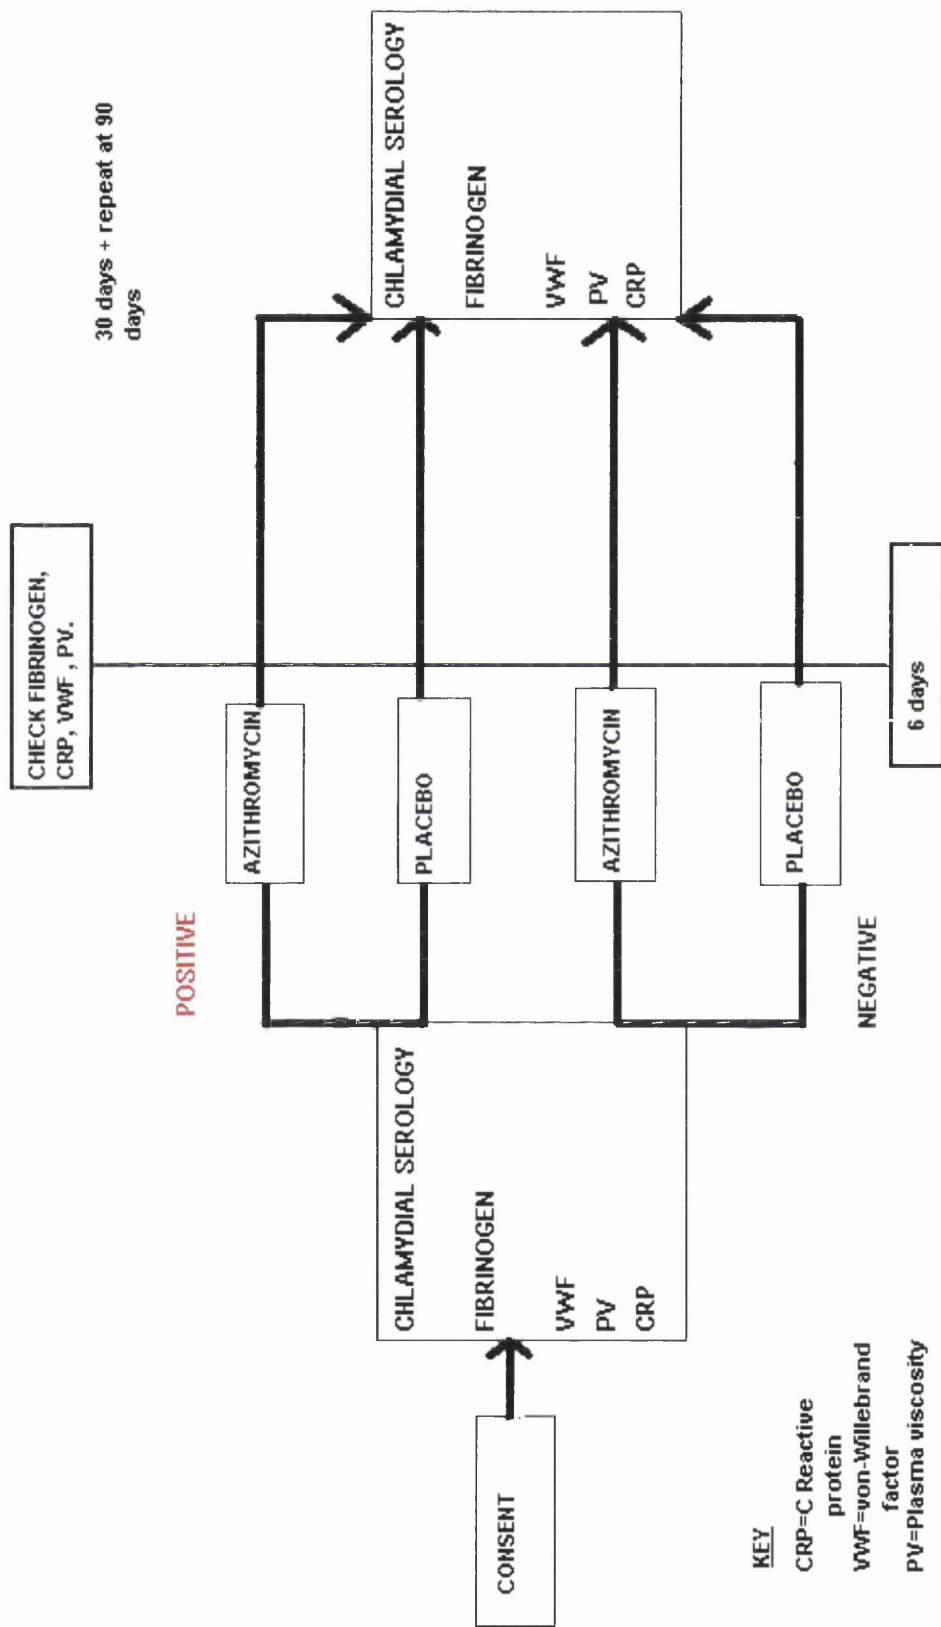 CONSENT
CHLAMYDIAL SEROLOGY
FIBRINOGEN
VWF
PV
CRP
POSITIVE
NEGATIVE
AZITHROMYCIN
PLACEBO
AZITHROMYCIN
PLACEBO
CHECK FIBRINOGEN,
CRP, VWF , PV.
6 days
30 days + repeat at 90
days
CHLAMYDIAL SEROLOGY
FIBRINOGEN
VWF
PV
CRP
KEY
CRP=C Reactive
protein
VWF=von-Willebrand
factor
PV=Plasma viscosity